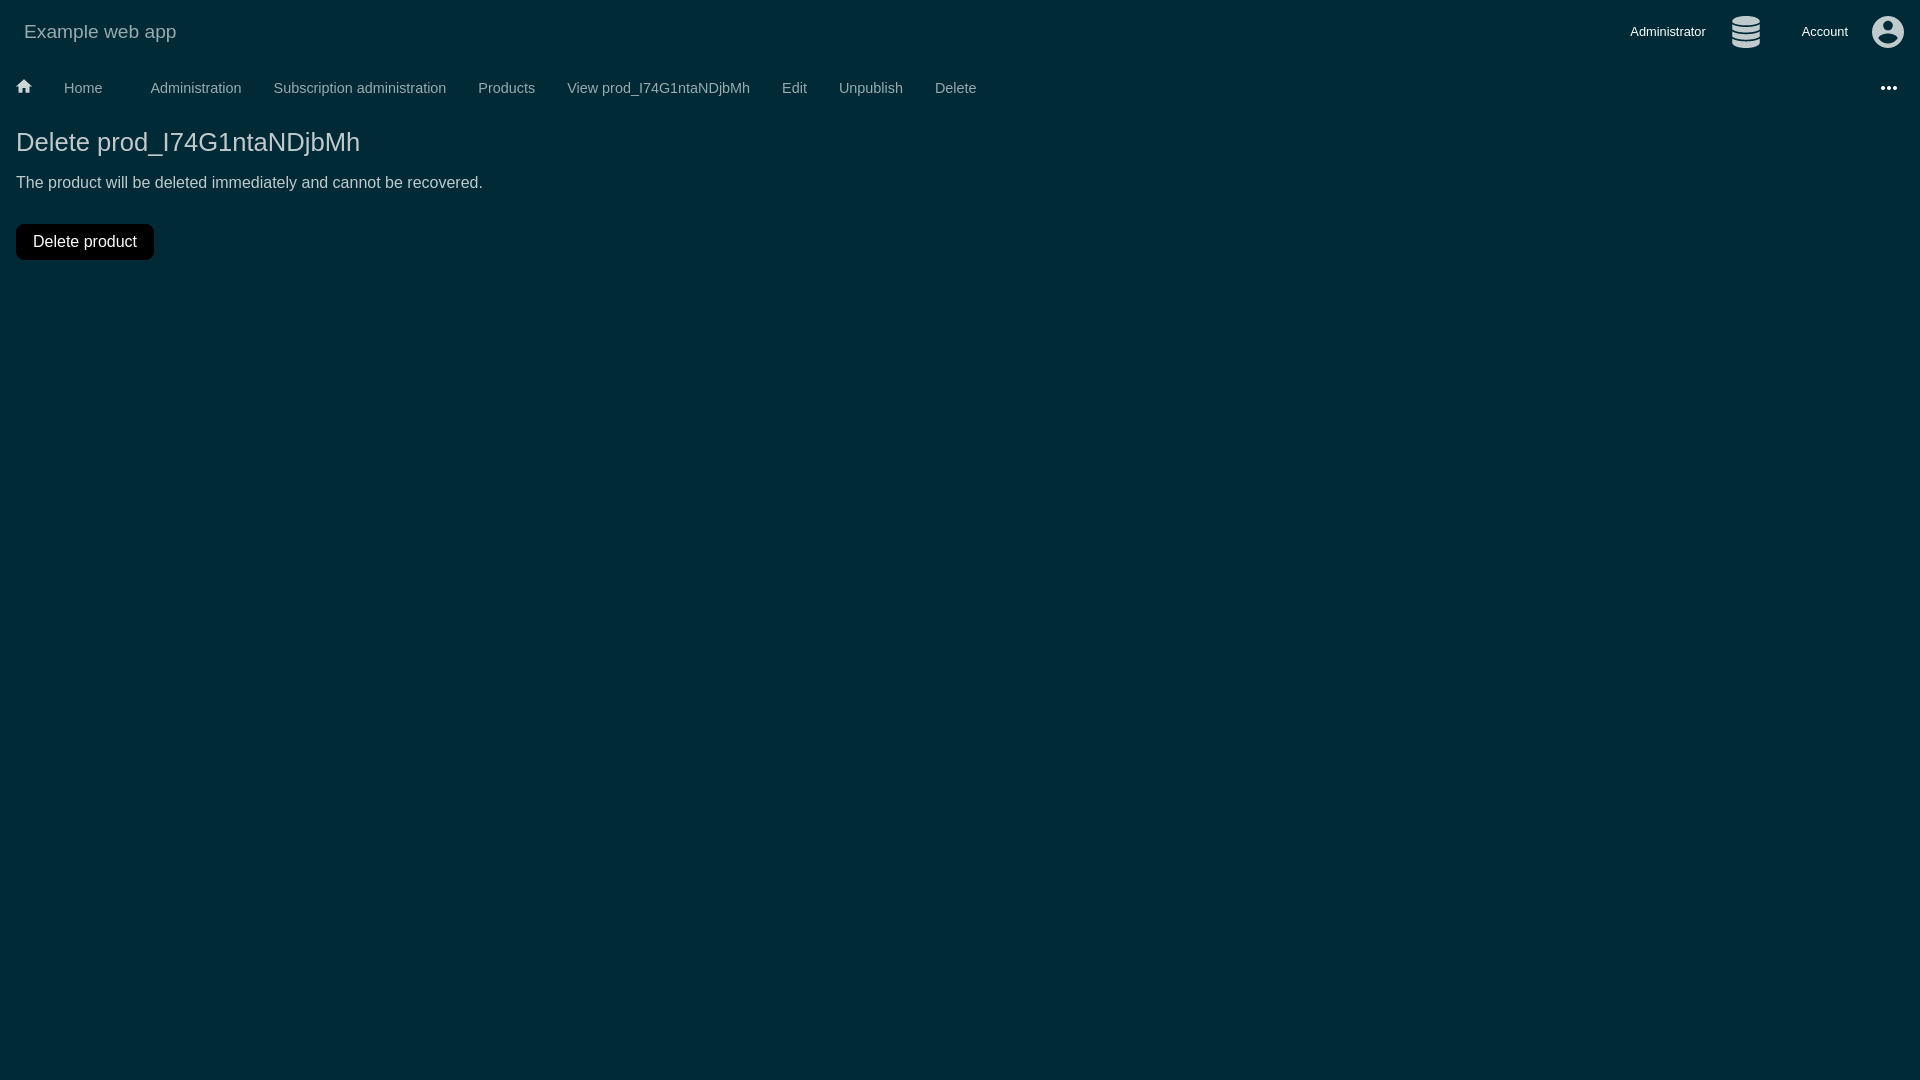 Example web app
Administrator
Account
Home Administration Subscription administration Products View prod_I74G1ntaNDjbMh Edit Unpublish Delete
Delete prod_I74G1ntaNDjbMh
The product will be deleted immediately and cannot be recovered.
Delete product